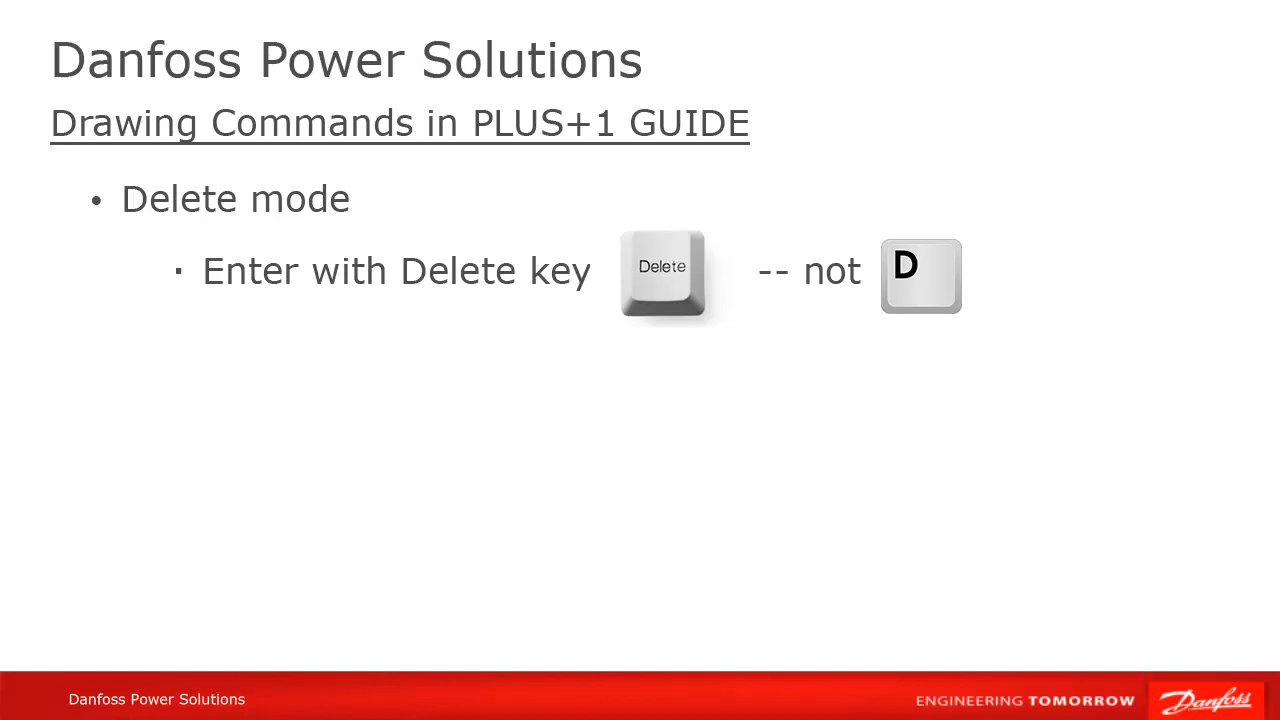 Danfoss Power Solutions
Drawing Commands in PLUS+1 GUIDE
• Delete mode
▪ Enter with Delete key Delete -- not D
Danfoss Power Solutions
ENGINEERING TOMORROW Danfoss